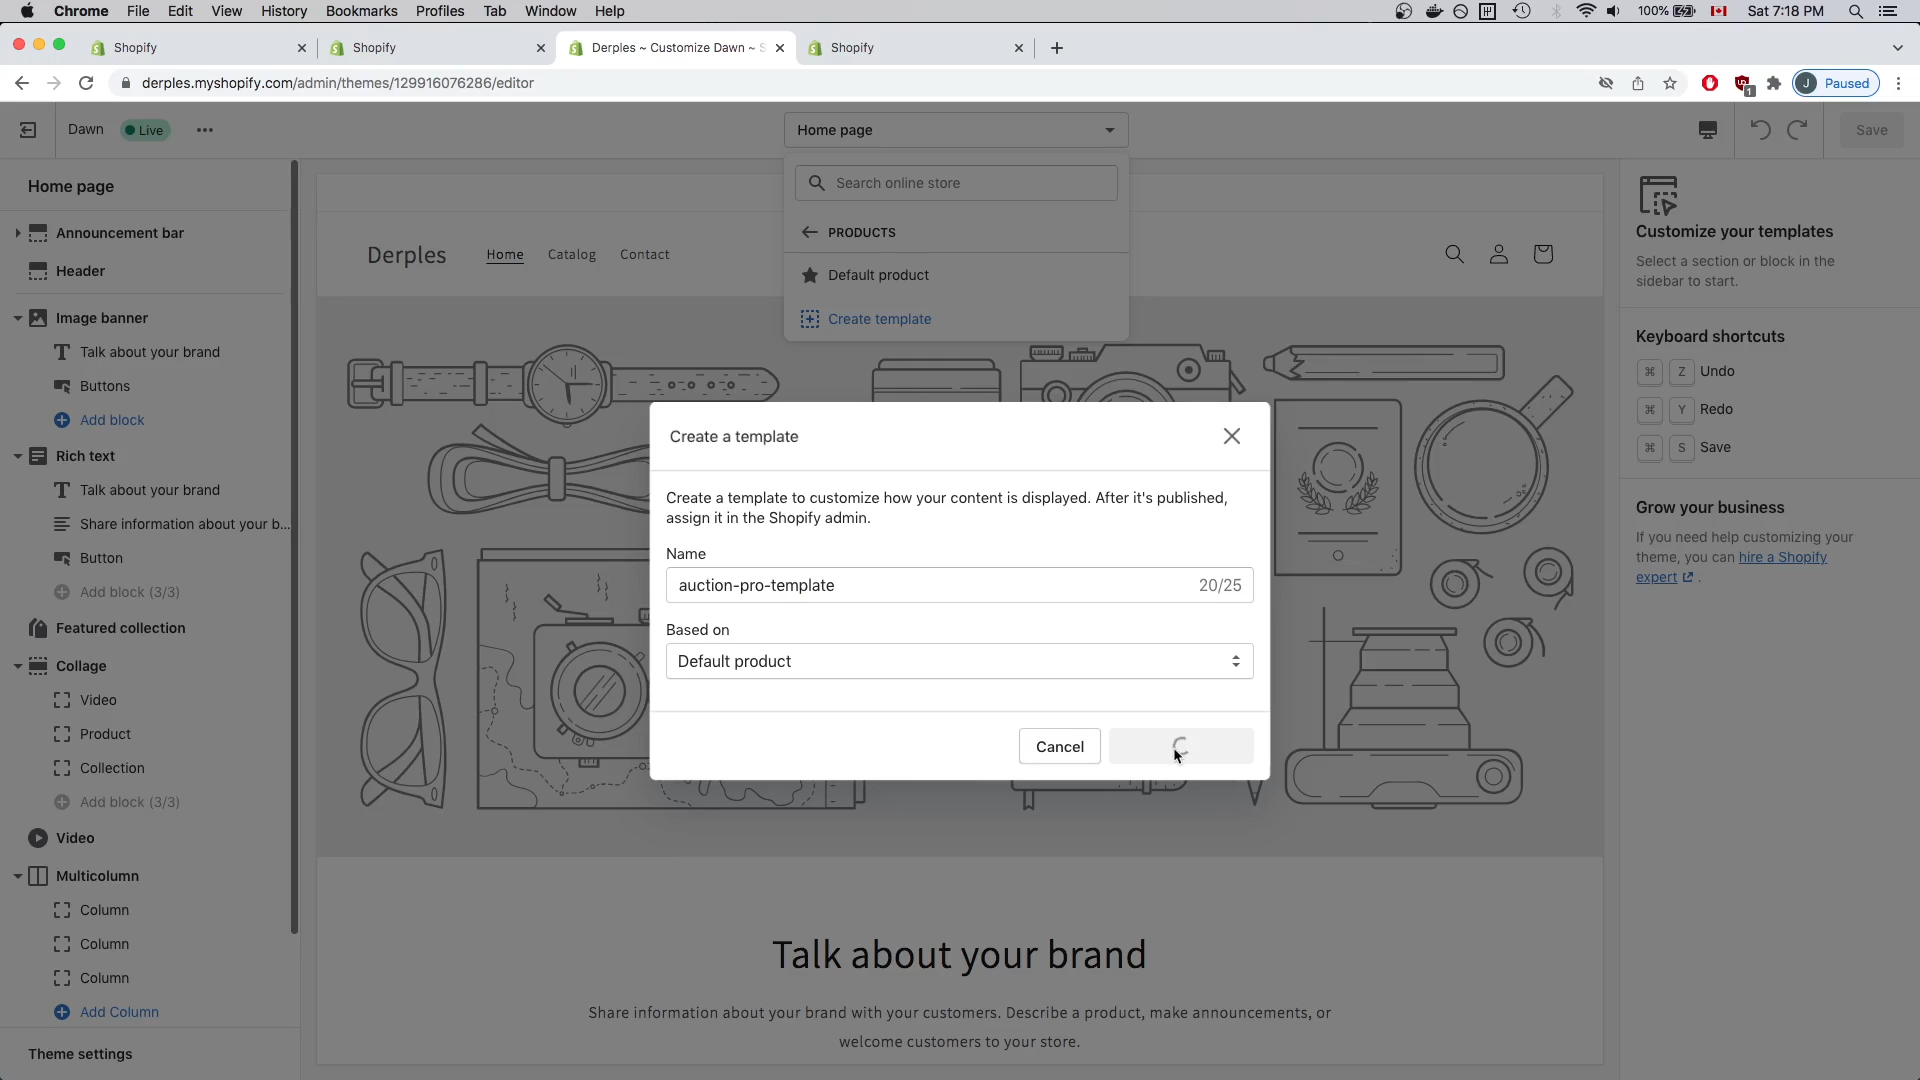 Chrome File Edit View History Bookmarks Profiles Tab Window Help 100% Sat 7:18 PM
Shopify Shopify Derples ~ Customize Dawn ~ S Shopify
derples.myshopify.com/admin/themes/129916076286/editor 1 J Paused
Dawn Live Home page Save
Home page
Announcement bar
Header
Image banner
Talk about your brand
Buttons
Add block
Rich text
Talk about your brand
Share information about your b...
Button
Add block (3/3)
Featured collection
Collage
Video
Product
Collection
Add block (3/3)
Video
Multicolumn
Column
Column
Column
Add Column
Theme settings
Search online store
PRODUCTS
Default product
Create template
Derples Home Catalog Contact
Create a template
Create a template to customize how your content is displayed. After it's published,
assign it in the Shopify admin.
Name
auction-pro-template 20/25
Based on
Default product
Cancel
Talk about your brand
Share information about your brand with your customers. Describe a product, make announcements, or
welcome customers to your store.
Customize your templates
Select a section or block in the
sidebar to start.
Keyboard shortcuts
⌘ Z Undo
⌘ Y Redo
⌘ S Save
Grow your business
If you need help customizing your
theme, you can hire a Shopify
expert .